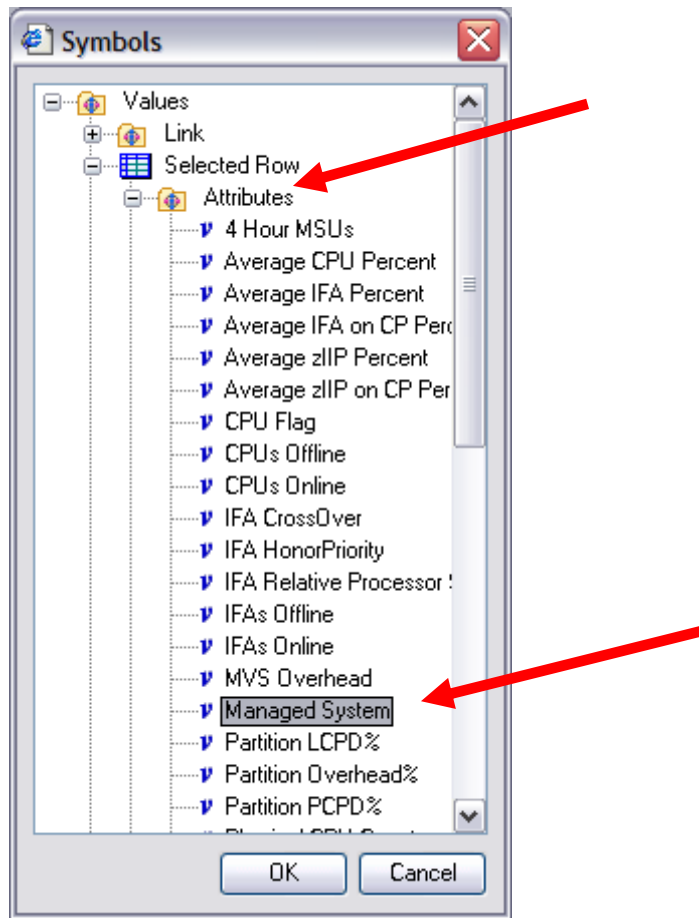 Symbols
Values
Link
Selected Row
Attributes
4 Hour MSUs
Average CPU Percent
Average IFA Percent
Average IFA on CP Perc
Average zIIP Percent
Average zIIP on CP Per
CPU Flag
CPUs Offline
CPUs Online
IFA CrossOver
IFA HonorPriority
IFA Relative Processor
IFAs Offline
IFAs Online
MVS Overhead
Managed System
Partition LCPD%
Partition Overhead%
Partition PCPD%
OK Cancel